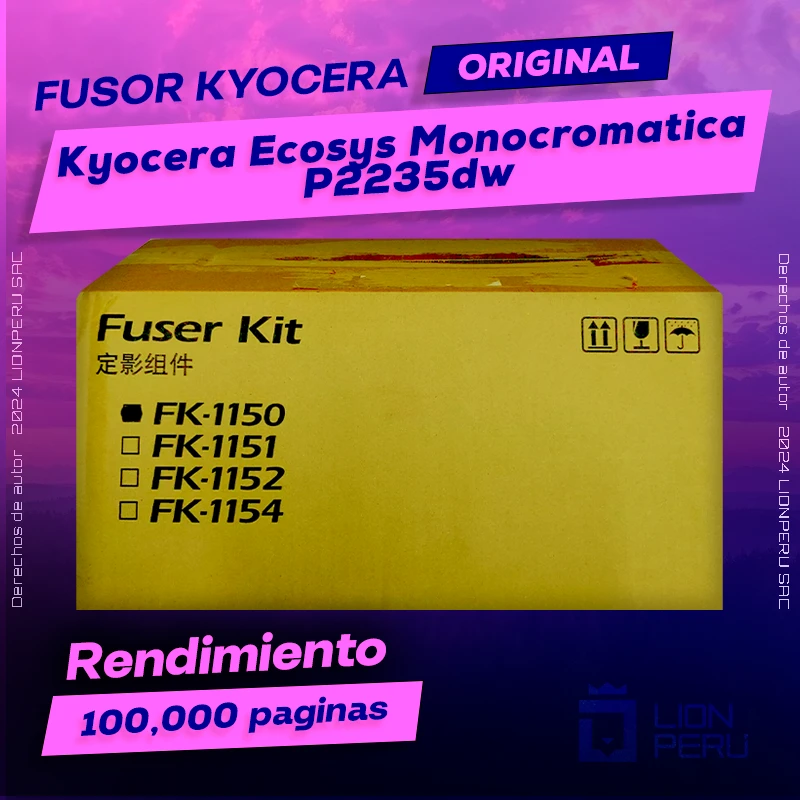 FUSOR KYOCERA ORIGINAL
Kyocera Ecosys Monocromatica
P2235dw
Fuser Kit
定影组件
FK-1150
FK-1151
FK-1152
FK-1154
Derechos de autor 2024 LIONPERU SAC
Derechos de autor 2024 LIONPERU SAC
Rendimiento
100,000 paginas
LION
PERU